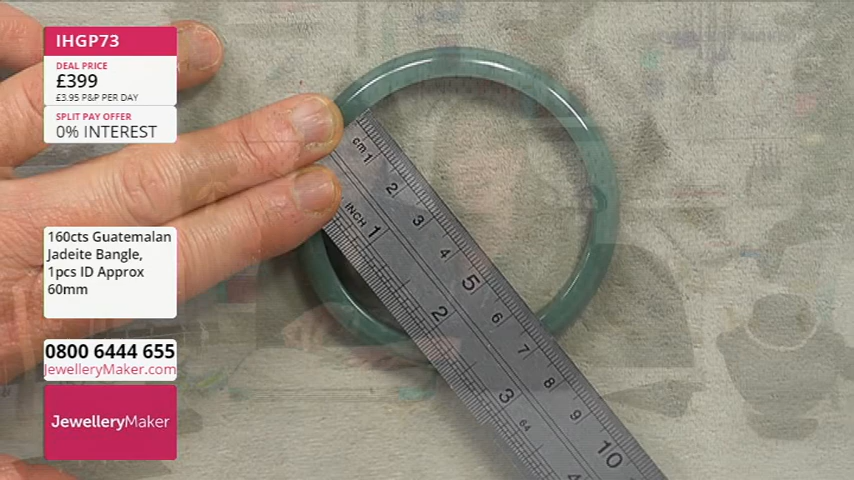 IHGP73
DEAL PRICE
£399
£3.95 P&P PER DAY
SPLIT PAY OFFER
0% INTEREST
160cts Guatemalan
Jadeite Bangle,
1pcs ID Approx
60mm
0800 6444 655
JewelleryMaker.com
JewelleryMaker
cm 1 2 3 4 5 6 7 8 9 10
INCH 1 2 3 4
64